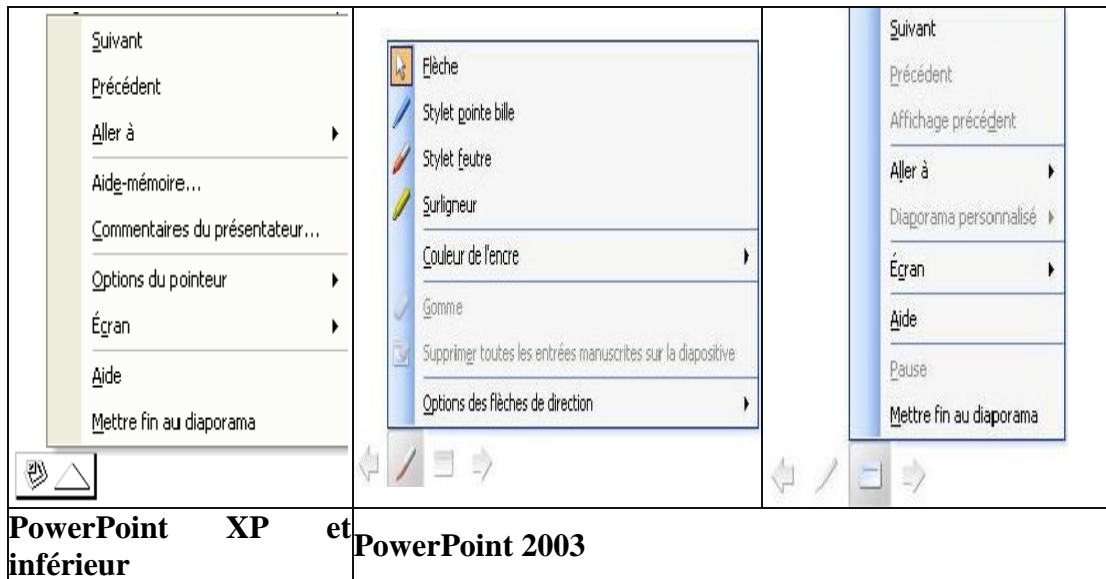 Suivant
Précédent
Aller à
Aide-mémoire...
Commentaires du présentateur...
Options du pointeur
Écran
Aide
Mettre fin au diaporama
Flèche
Stylet pointe bille
Stylet feutre
Surligneur
Couleur de l'encre
Gomme
Supprimer toutes les entrées manuscrites sur la diapositive
Options des flèches de direction
Suivant
Précédent
Affichage précédent
Aller à
Diaporama personnalisé
Écran
Aide
Pause
Mettre fin au diaporama
PowerPoint XP et
inférieur
PowerPoint 2003